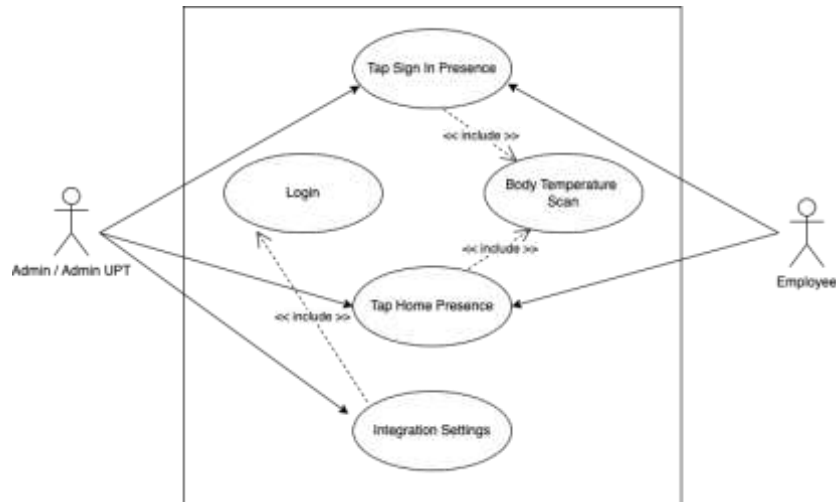 Tap Sign In Presence
<< include >>
Login
Body Temperature
Scan
<< include >>
Admin / Admin UPT
Employee
Tap Home Presence
<< include >>
Integration Settings